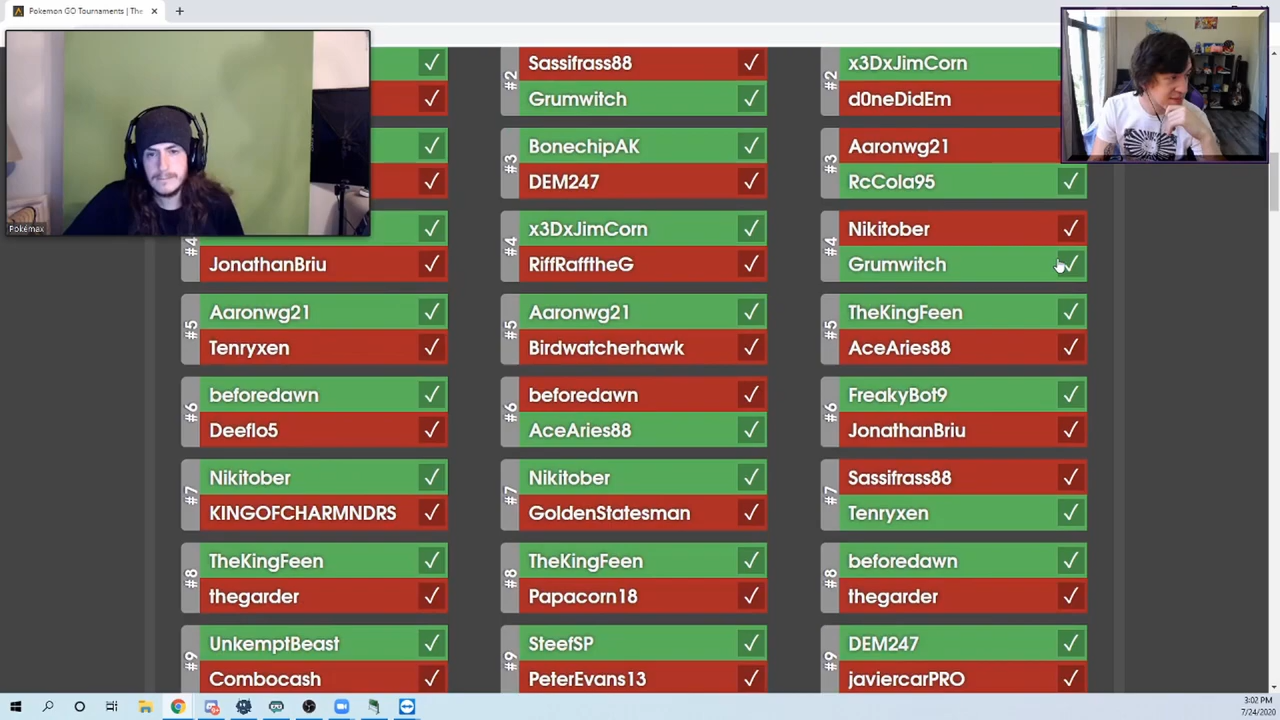 Pokemon GO Tournaments | The
Pokémax
#4
JonathanBriu
#5
Aaronwg21
Tenryxen
#6
beforedawn
Deeflo5
#7
Nikitober
KINGOFCHARMNDRS
#8
TheKingFeen
thegarder
#9
UnkemptBeast
Combocash
#2
Sassifrass88
Grumwitch
#3
BonechipAK
DEM247
#4
x3DxJimCorn
RiffRafftheG
#5
Aaronwg21
Birdwatcherhawk
#6
beforedawn
AceAries88
#7
Nikitober
GoldenStatesman
#8
TheKingFeen
Papacorn18
#9
SteefSP
PeterEvans13
#2
x3DxJimCorn
d0neDidEm
#3
Aaronwg21
RcCola95
#4
Nikitober
Grumwitch
#5
TheKingFeen
AceAries88
#6
FreakyBot9
JonathanBriu
#7
Sassifrass88
Tenryxen
#8
beforedawn
thegarder
#9
DEM247
javiercarPRO
3:02 PM
7/24/2020